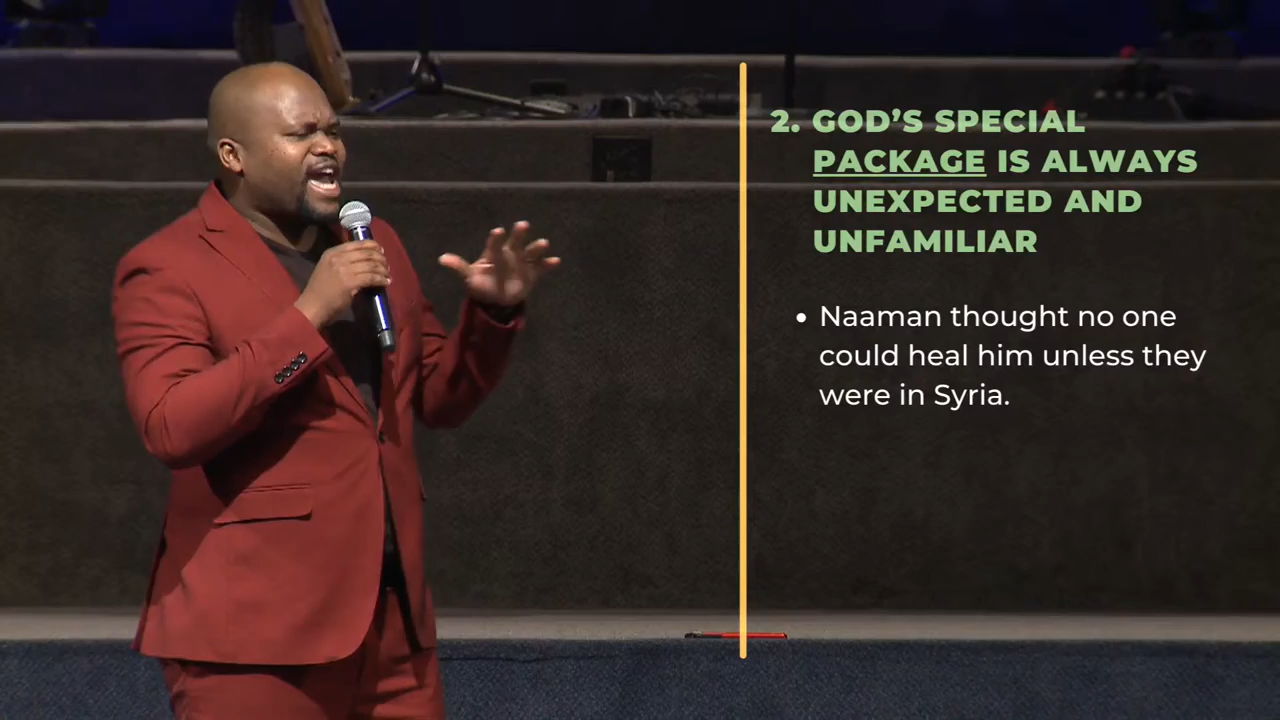 2. GOD’S SPECIAL
PACKAGE IS ALWAYS
UNEXPECTED AND
UNFAMILIAR
• Naaman thought no one
could heal him unless they
were in Syria.